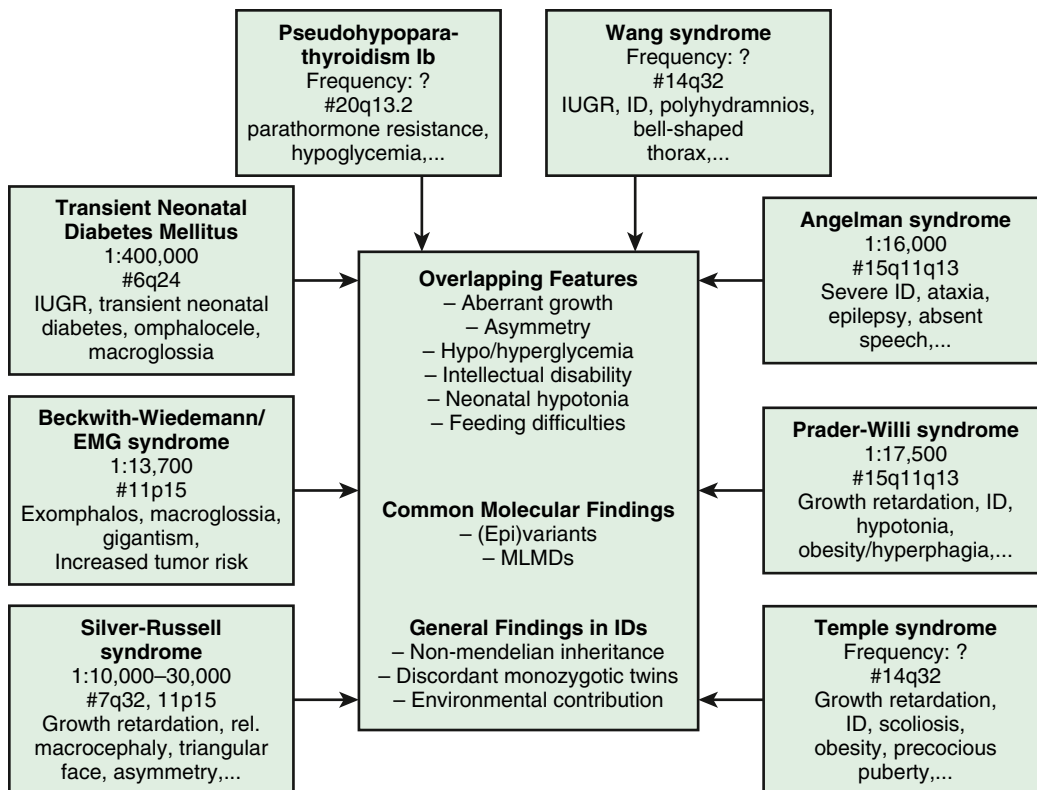 Pseudohypopara-
thyroidism Ib
Frequency: ?
#20q13.2
parathormone resistance,
hypoglycemia,...
Wang syndrome
Frequency: ?
#14q32
IUGR, ID, polyhydramnios,
bell-shaped
thorax,...
Transient Neonatal
Diabetes Mellitus
1:400,000
#6q24
IUGR, transient neonatal
diabetes, omphalocele,
macroglossia
Beckwith-Wiedemann/
EMG syndrome
1:13,700
#11p15
Exomphalos, macroglossia,
gigantism,
Increased tumor risk
Silver-Russell
syndrome
1:10,000–30,000
#7q32, 11p15
Growth retardation, rel.
macrocephaly, triangular
face, asymmetry,...
Overlapping Features
– Aberrant growth
– Asymmetry
– Hypo/hyperglycemia
– Intellectual disability
– Neonatal hypotonia
– Feeding difficulties
Common Molecular Findings
– (Epi)variants
– MLMDs
General Findings in IDs
– Non-mendelian inheritance
– Discordant monozygotic twins
– Environmental contribution
Angelman syndrome
1:16,000
#15q11q13
Severe ID, ataxia,
epilepsy, absent
speech,...
Prader-Willi syndrome
1:17,500
#15q11q13
Growth retardation, ID,
hypotonia,
obesity/hyperphagia,...
Temple syndrome
Frequency: ?
#14q32
Growth retardation,
ID, scoliosis,
obesity, precocious
puberty,...